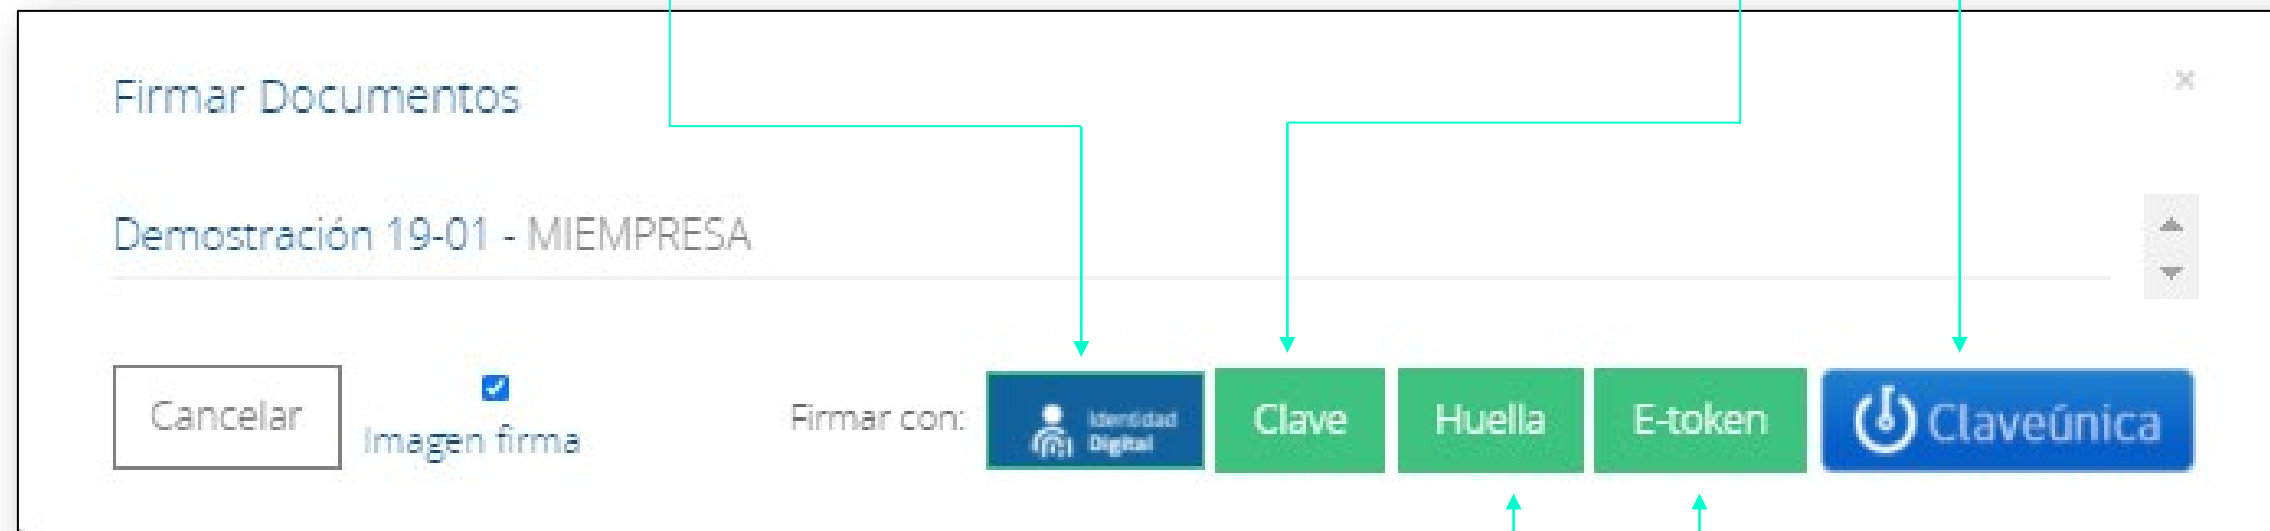 Firmar Documentos
Demostración 19-01 - MIEMPRESA
Cancelar
Imagen firma
Firmar con:
Identidad
Digital
Clave
Huella
E-token
Claveúnica